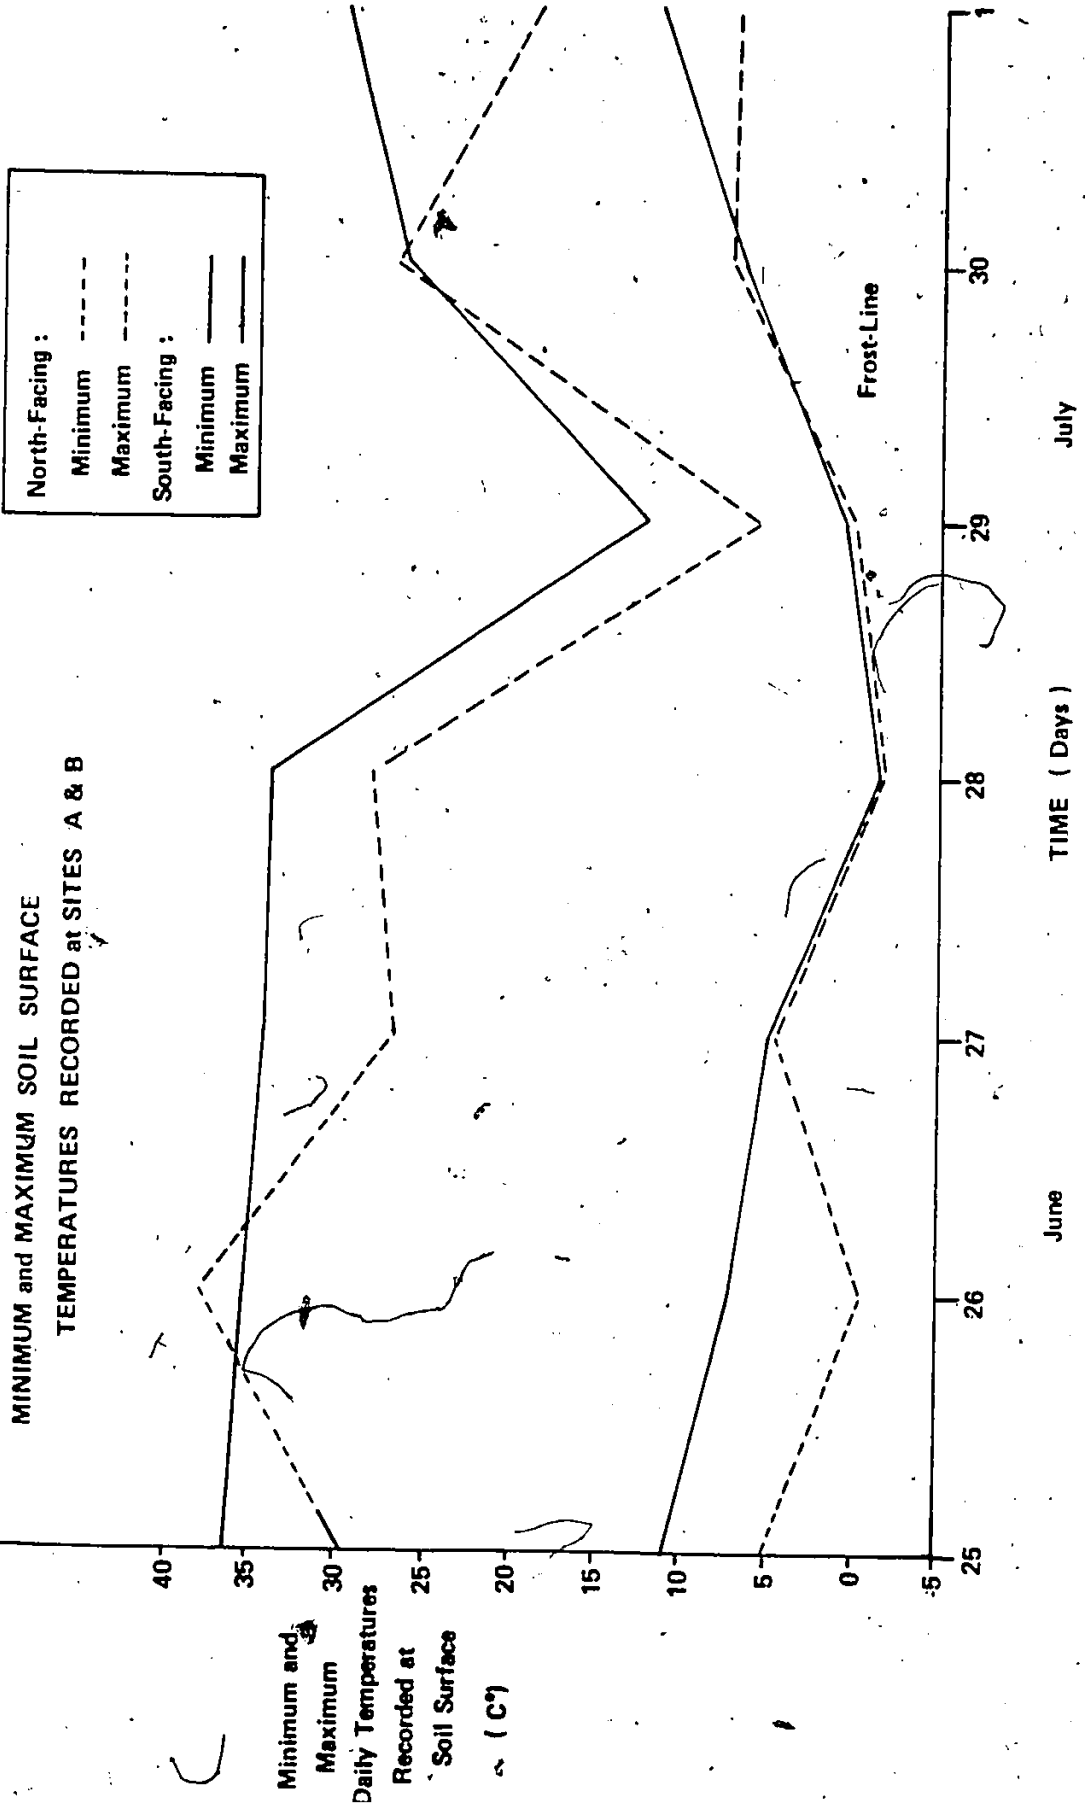 MINIMUM and MAXIMUM SOIL SURFACE
TEMPERATURES RECORDED at SITES A & B
North-Facing :
Minimum
Maximum
South-Facing :
Minimum
Maximum
Minimum and
Maximum
Daily Temperatures
Recorded at
Soil Surface
( C°)
40
35
30
25
20
15
10
5
0
-5
Frost-Line
25
26
27
28
29
30
1
June
July
TIME ( Days )